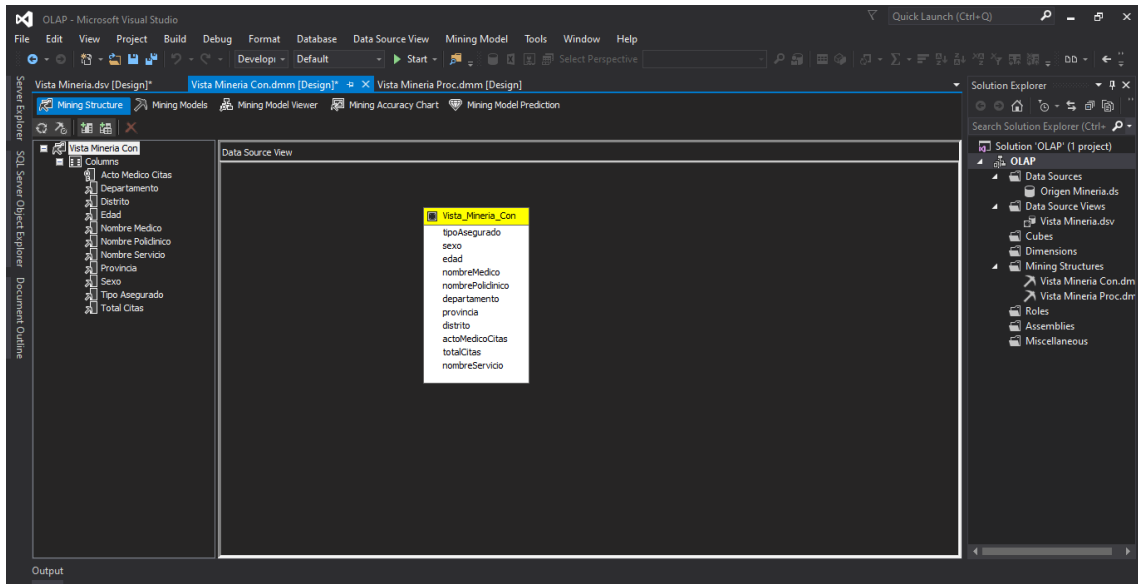 OLAP - Microsoft Visual Studio
Quick Launch (Ctrl+Q)
File Edit View Project Build Debug Format Database Data Source View Mining Model Tools Window Help
Developı Default Start Select Perspective
Vista Mineria.dsv [Design]* Vista Mineria Con.dmm [Design]* Vista Mineria Proc.dmm [Design]
Mining Structure Mining Models Mining Model Viewer Mining Accuracy Chart Mining Model Prediction
Server Explorer
SQL Server Object Explorer
Document Outline
Vista Mineria Con
Columns
Acto Medico Citas
Departamento
Distrito
Edad
Nombre Medico
Nombre Policlinico
Nombre Servicio
Provincia
Sexo
Tipo Asegurado
Total Citas
Data Source View
Vista_Mineria_Con
tipoAsegurado
sexo
edad
nombreMedico
nombrePoliclinico
departamento
provincia
distrito
actoMedicoCitas
totalCitas
nombreServicio
Solution Explorer
Search Solution Explorer (Ctrl+
Solution 'OLAP' (1 project)
OLAP
Data Sources
Origen Mineria.ds
Data Source Views
Vista Mineria.dsv
Cubes
Dimensions
Mining Structures
Vista Mineria Con.dm
Vista Mineria Proc.dm
Roles
Assemblies
Miscellaneous
Output